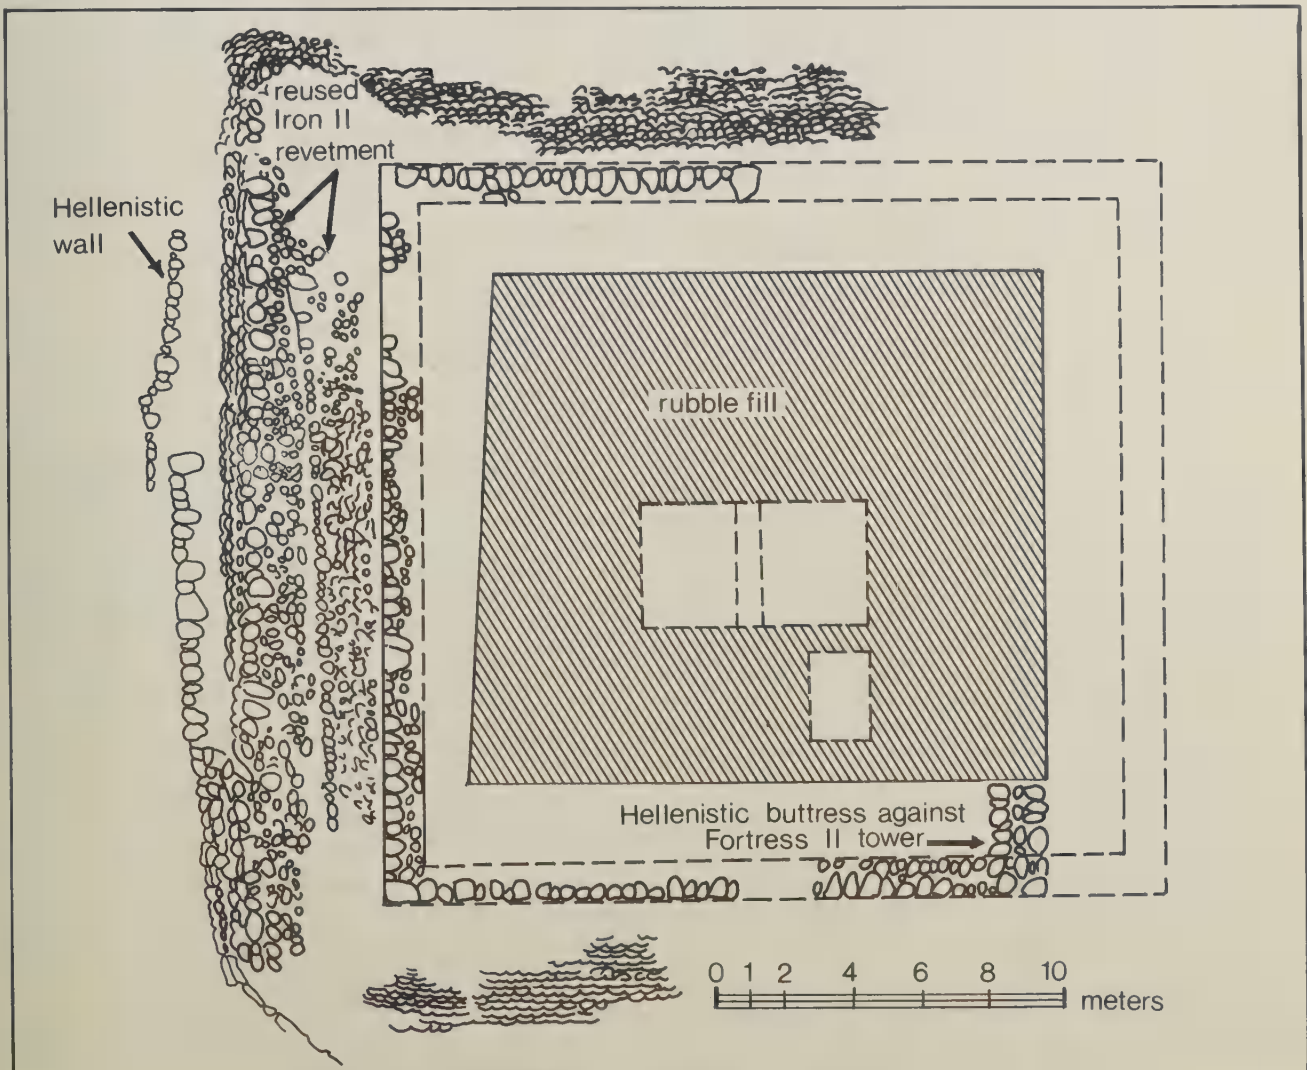 reused
Iron II
revetment
Hellenistic
wall
rubble fill
Hellenistic buttress against
Fortress II tower
0 1 2 4 6 8 10
meters